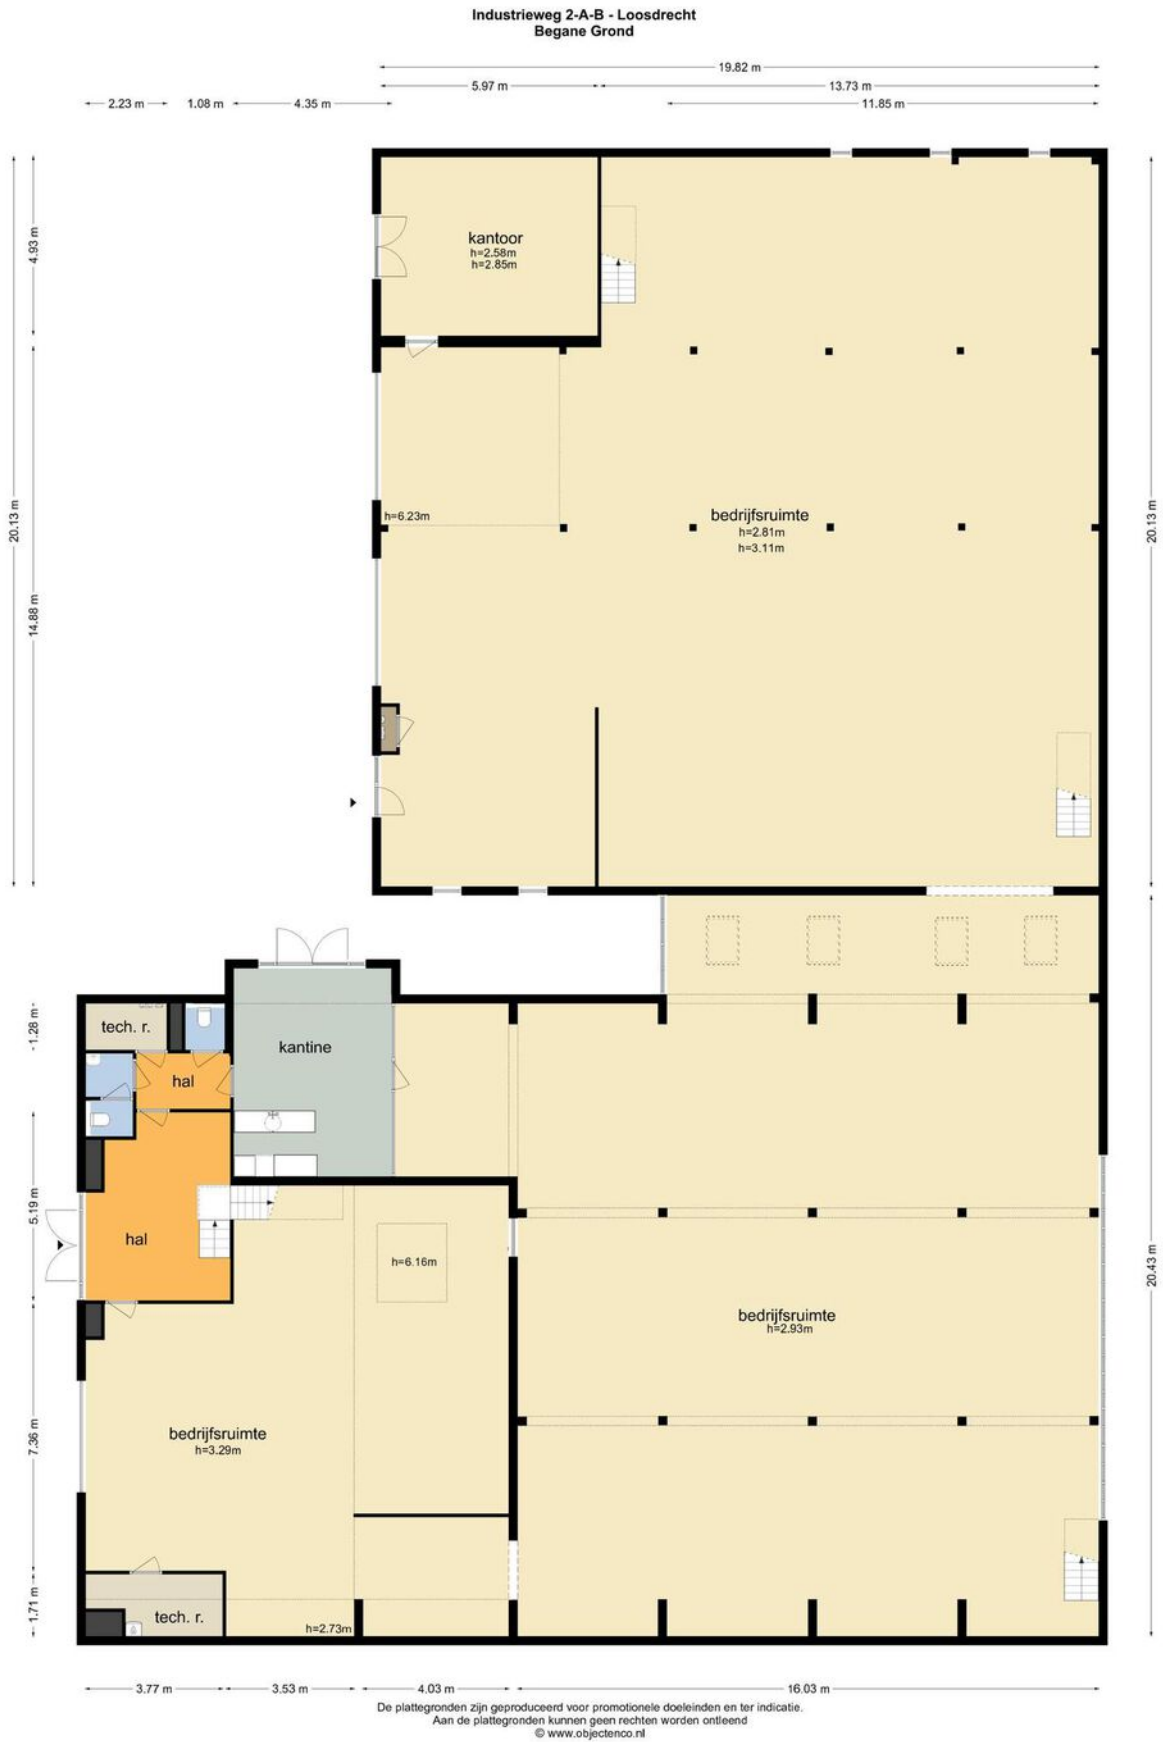 Industrieweg 2-A-B - Loosdrecht
Begane Grond
19.82 m
5.97 m
13.73 m
2.23 m
1.08 m
4.35 m
11.85 m
4.93 m
20.13 m
14.88 m
20.13 m
kantoor
h=2.58m
h=2.85m
h=6.23m
bedrijfsruimte
h=2.81m
h=3.11m
1.28 m
tech. r.
kantine
hal
5.19 m
hal
h=6.16m
20.43 m
bedrijfsruimte
h=2.93m
7.36 m
bedrijfsruimte
h=3.29m
1.71 m
tech. r.
h=2.73m
3.77 m
3.53 m
4.03 m
16.03 m
De plattegronden zijn geproduceerd voor promotionele doeleinden en ter indicatie.
Aan de plattegronden kunnen geen rechten worden ontleend
© www.objectenco.nl